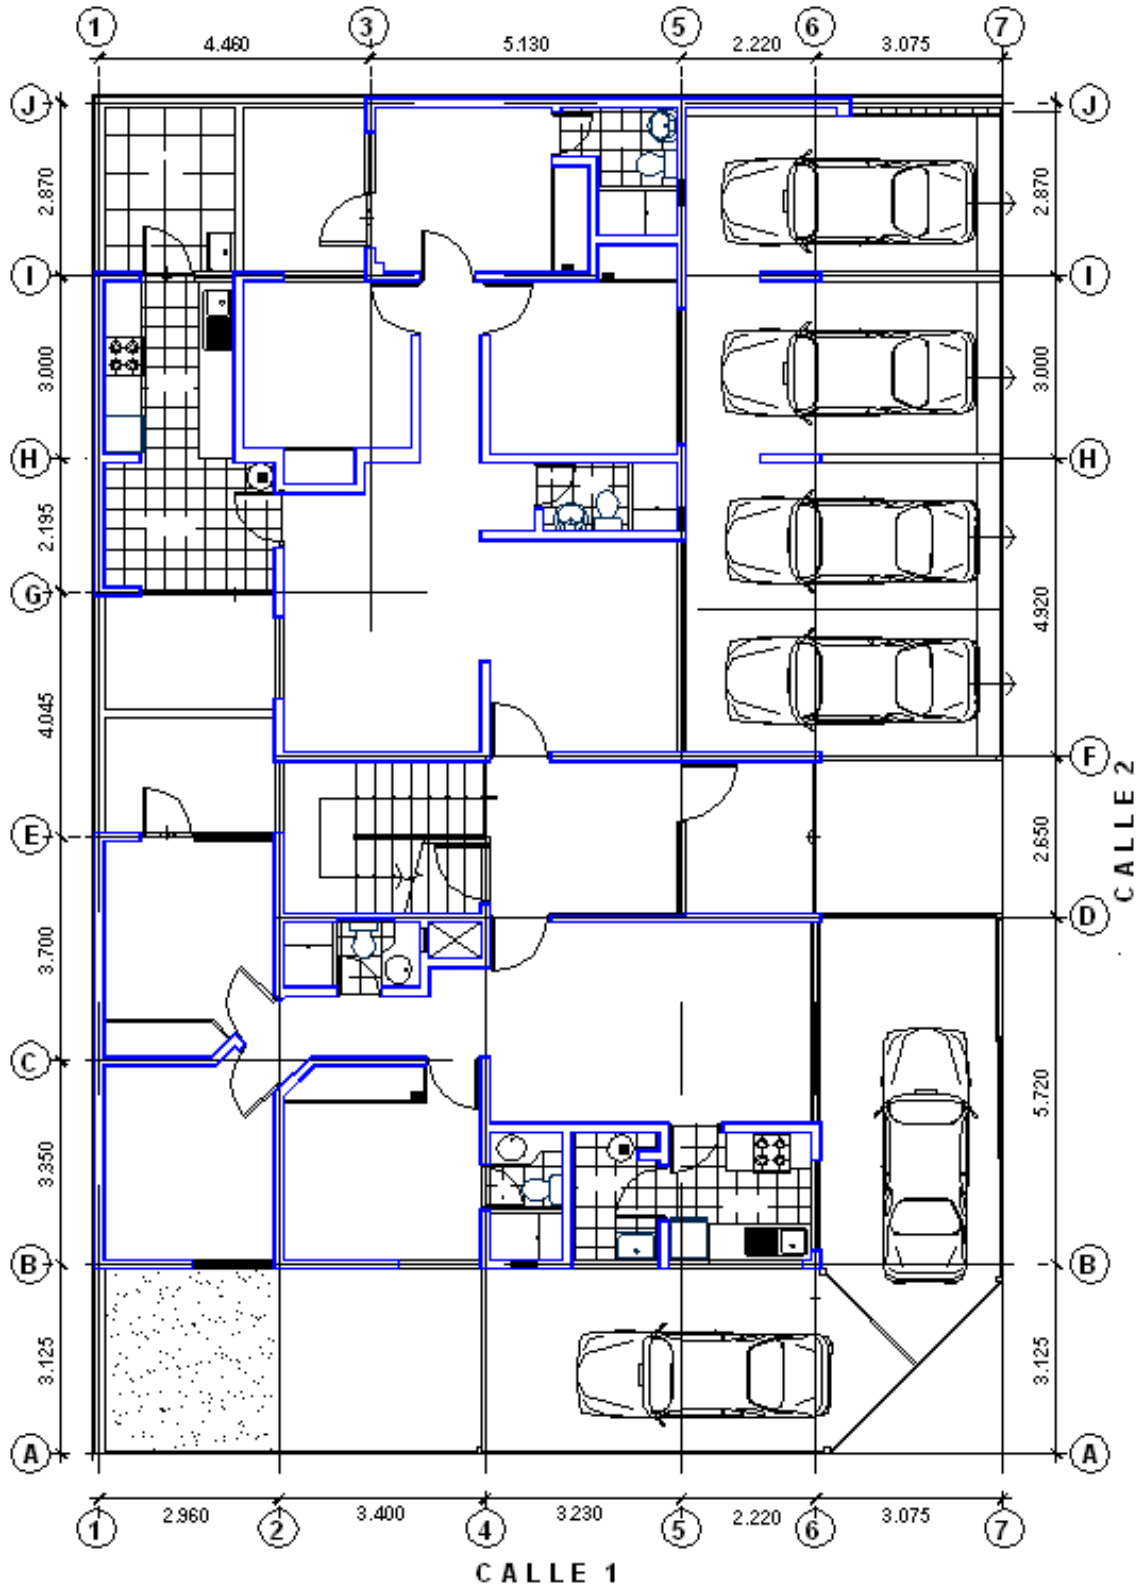 1 3 5 6 7
4.460 5.130 2.220 3.075
J J
2.870 2.870
I I
3.000 3.000
H H
2.195
G
4.920
4.045
F
CALLE 2
E
2.650
D
3.700
C
5.720
3.350
B B
3.125 3.125
A A
2.960 3.400 3.230 2.220 3.075
1 2 4 5 6 7
CALLE 1